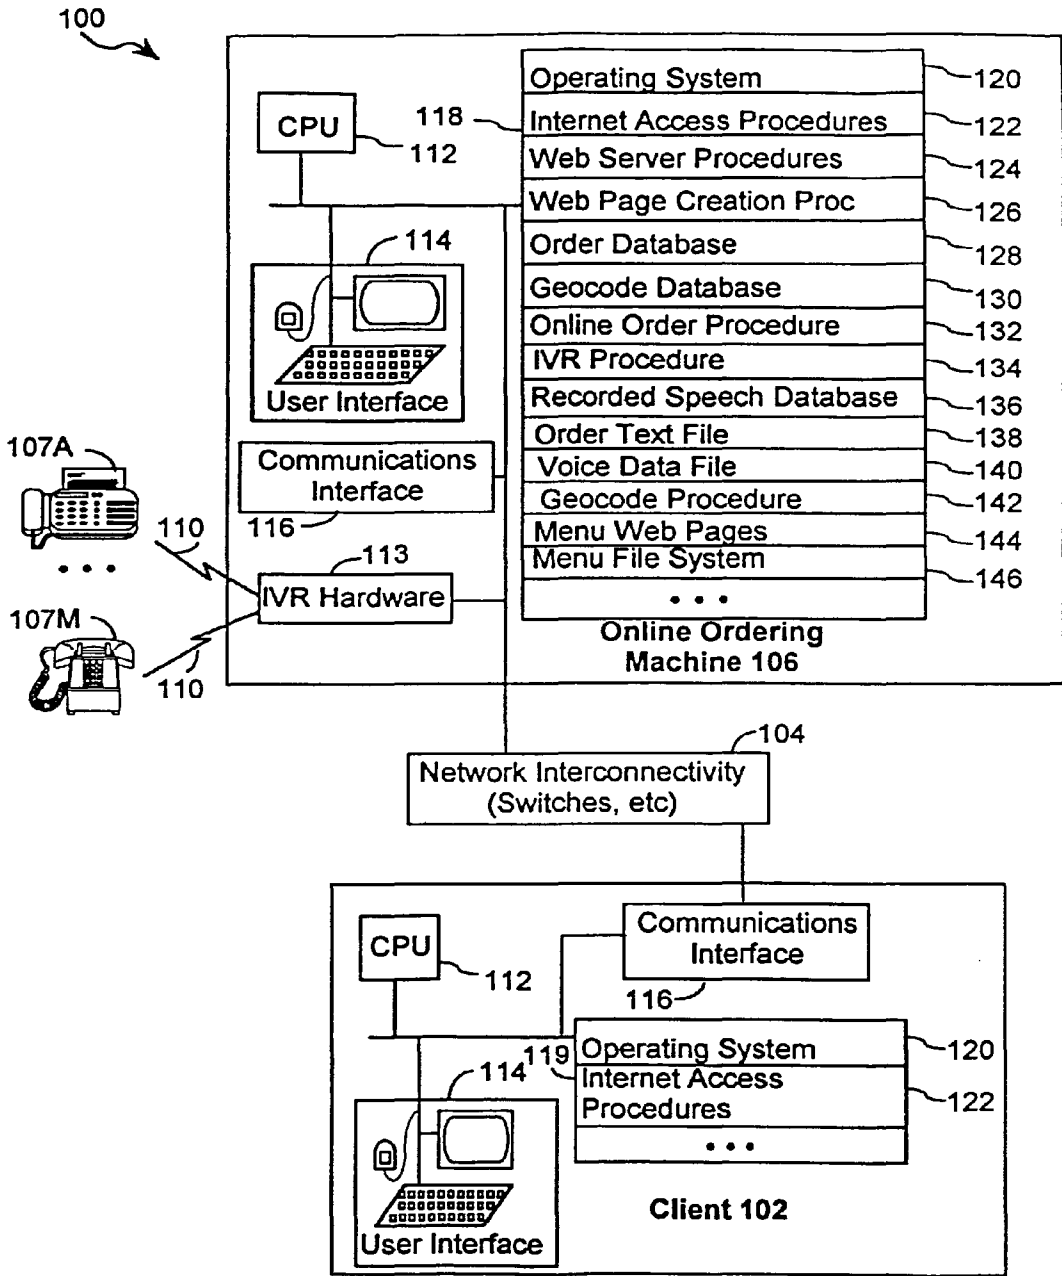 100
CPU
112
118
Operating System
120
Internet Access Procedures
122
Web Server Procedures
124
Web Page Creation Proc
126
Order Database
128
Geocode Database
130
Online Order Procedure
132
IVR Procedure
134
Recorded Speech Database
136
Order Text File
138
Voice Data File
140
Geocode Procedure
142
Menu Web Pages
144
Menu File System
146
• • •
Online Ordering
Machine 106
114
User Interface
Communications
Interface
116
107A
110
• • •
113
IVR Hardware
107M
110
104
Network Interconnectivity
(Switches, etc)
CPU
112
Communications
Interface
116
119
Operating System
120
Internet Access
Procedures
122
• • •
114
User Interface
Client 102